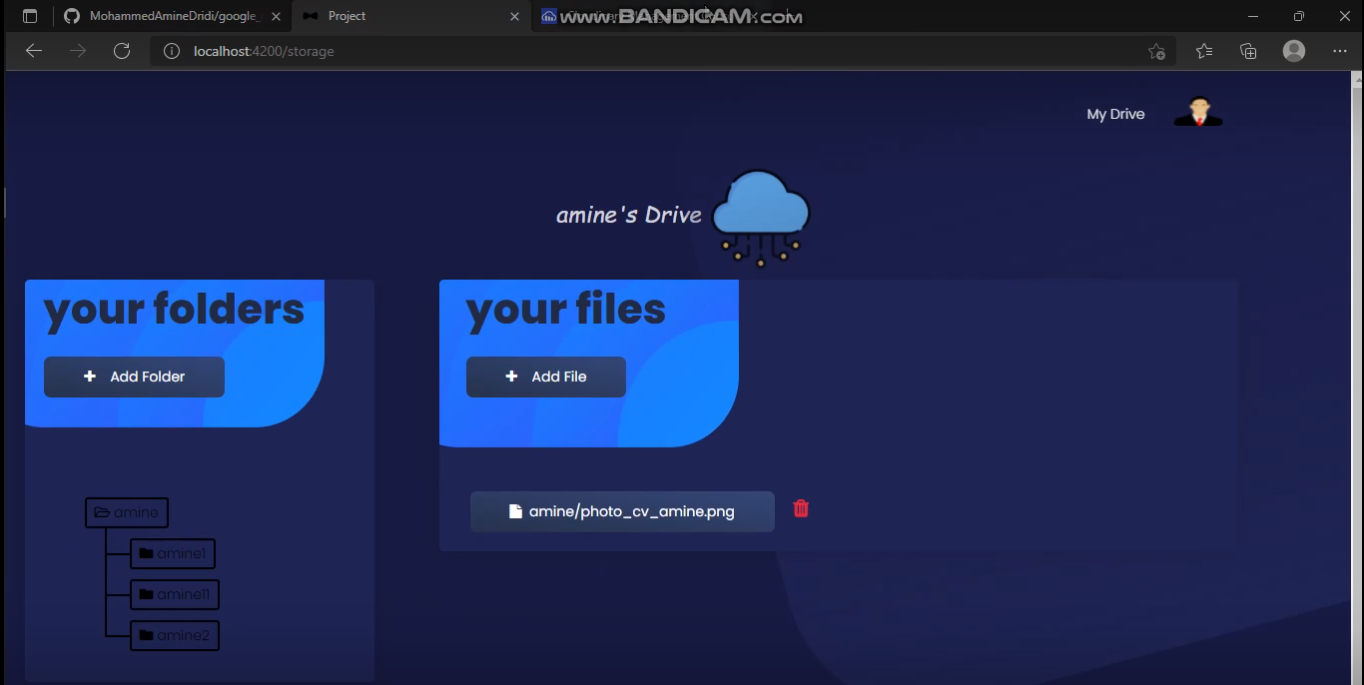 MohammedAmineDridi/google_
Project
www.BANDICAM.com
localhost:4200/storage
My Drive
amine's Drive
your folders
Add Folder
your files
Add File
amine/photo_cv_amine.png
amine
amine1
amine11
amine2